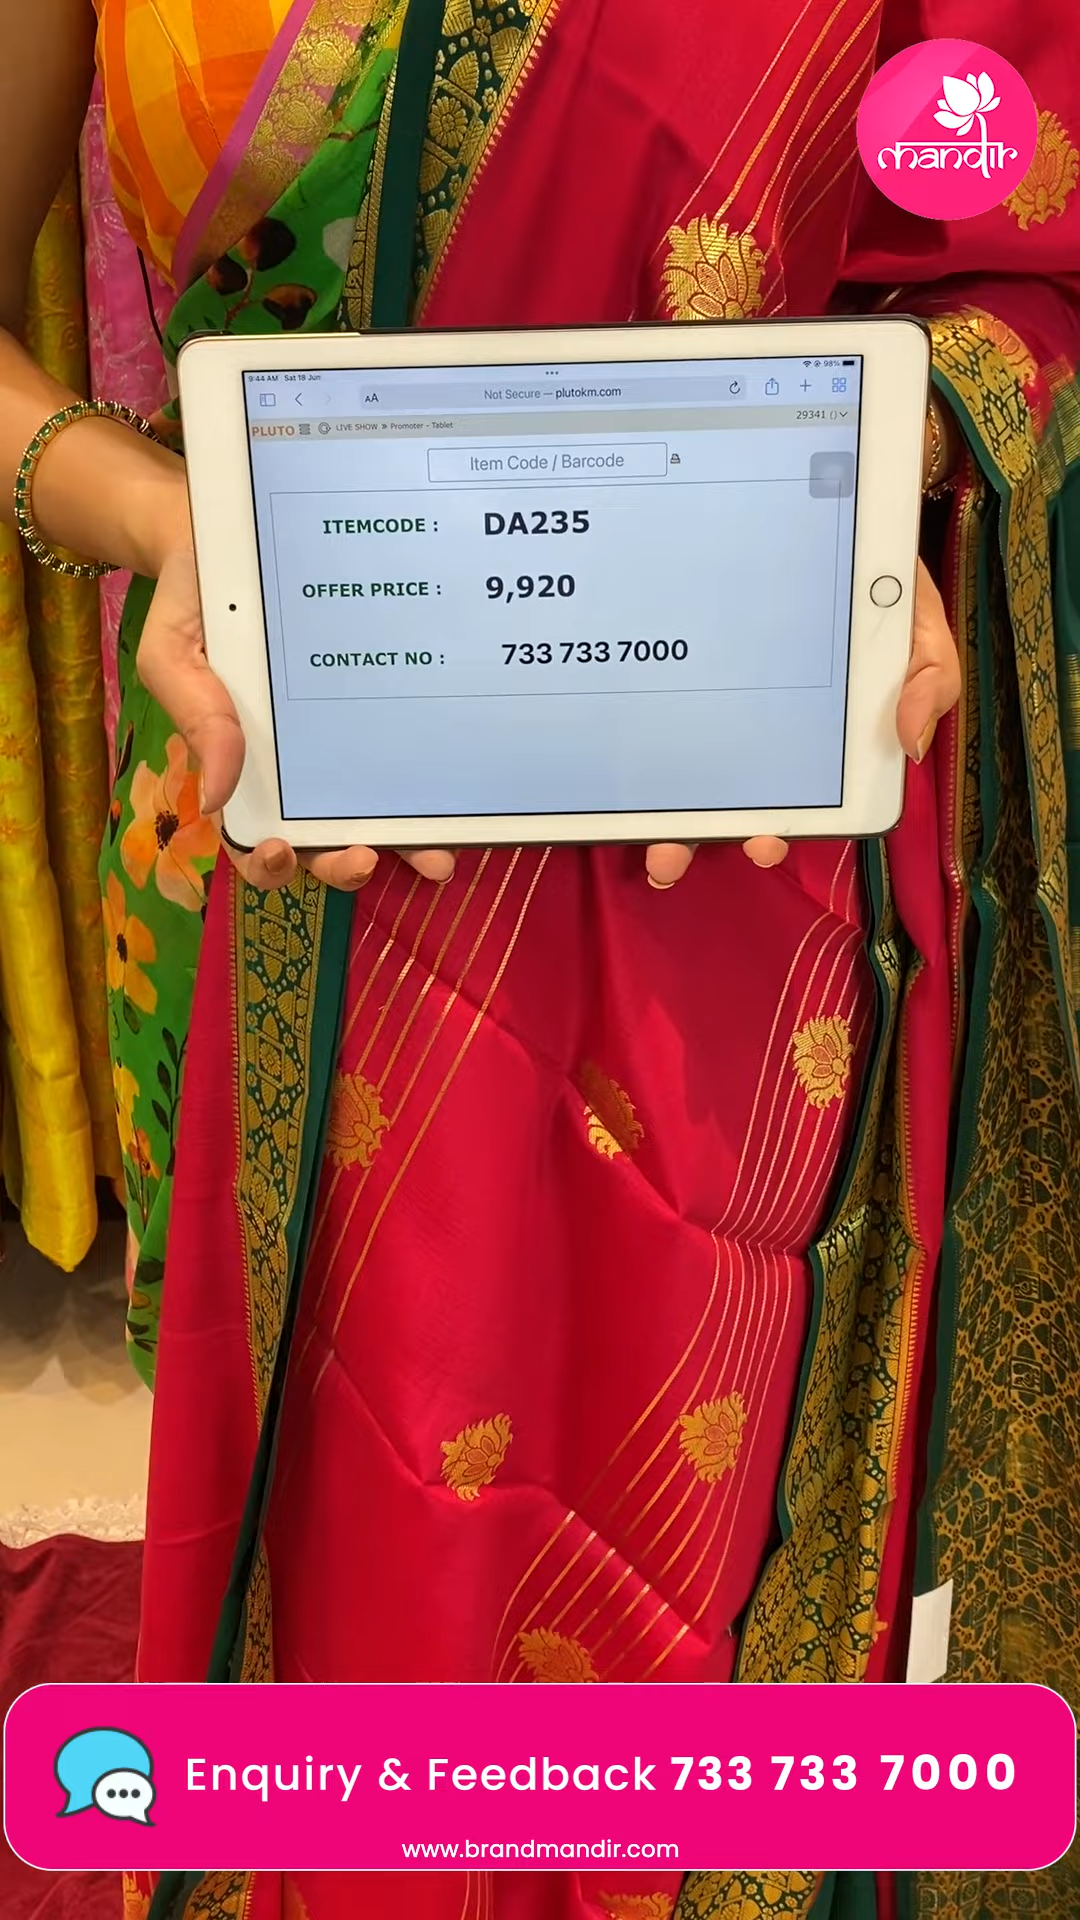 mandir
9:44 AM Sat 18 Jun
98%
AA
Not Secure — plutokm.com
PLUTO
LIVE SHOW » Promoter - Tablet
29341 ()
Item Code / Barcode
ITEMCODE : DA235
OFFER PRICE : 9,920
CONTACT NO : 733 733 7000
Enquiry & Feedback 733 733 7000
www.brandmandir.com